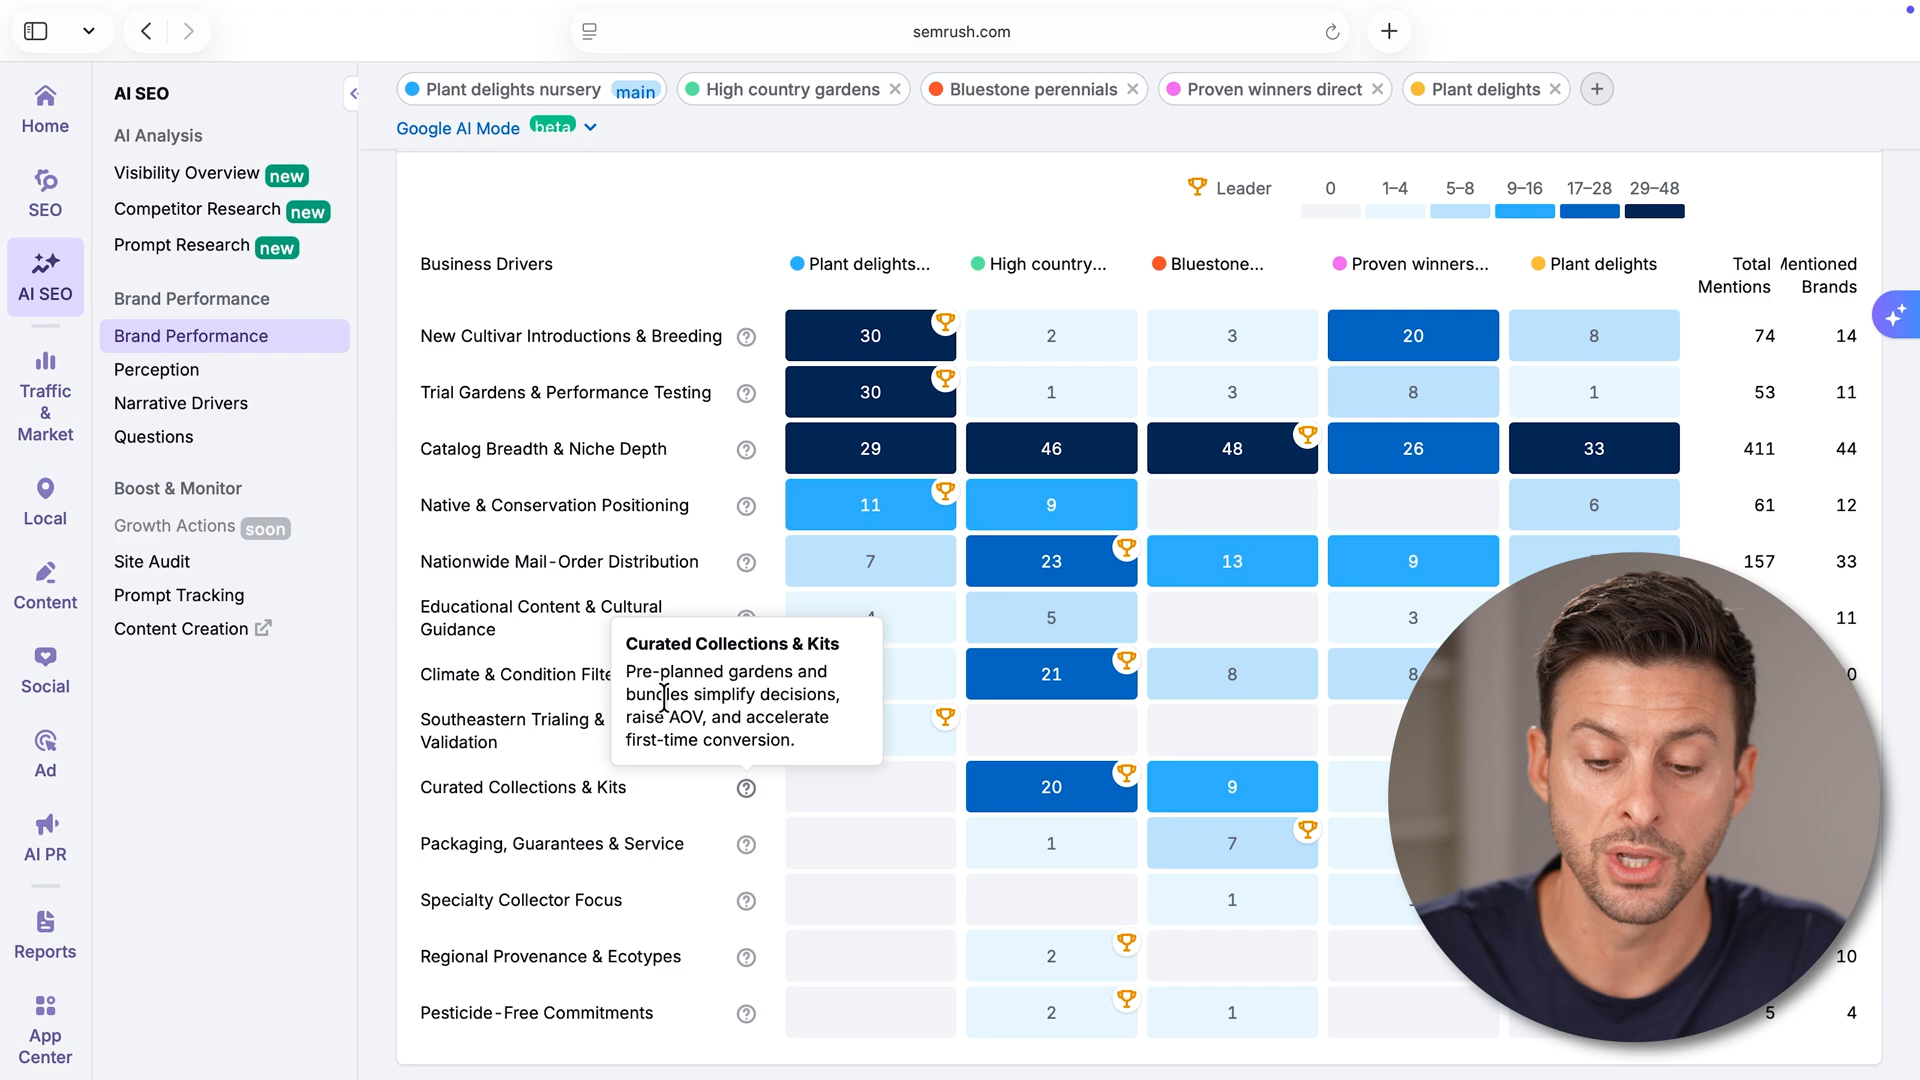 semrush.com
Home
SEO
AI SEO
Traffic
&
Market
Local
Content
Social
Ad
AI PR
Reports
App
Center
AI SEO
AI Analysis
Visibility Overview new
Competitor Research new
Prompt Research new
Brand Performance
Brand Performance
Perception
Narrative Drivers
Questions
Boost & Monitor
Growth Actions soon
Site Audit
Prompt Tracking
Content Creation
Plant delights nursery main
High country gardens
Bluestone perennials
Proven winners direct
Plant delights
Google AI Mode beta
Leader 0 1–4 5–8 9–16 17–28 29–48
Business Drivers Plant delights... High country... Bluestone... Proven winners... Plant delights Total Mentions Mentioned Brands
New Cultivar Introductions & Breeding 30 2 3 20 8 74 14
Trial Gardens & Performance Testing 30 1 3 8 1 53 11
Catalog Breadth & Niche Depth 29 46 48 26 33 411 44
Native & Conservation Positioning 11 9 6 61 12
Nationwide Mail-Order Distribution 7 23 13 9 157 33
Educational Content & Cultural
Guidance 5 3 11
Climate & Condition 21 8 8 0
Southeastern Trialing &
Validation
Curated Collections & Kits
Pre-planned gardens and
bundles simplify decisions,
raise AOV, and accelerate
first-time conversion.
Curated Collections & Kits 20 9
Packaging, Guarantees & Service 1 7
Specialty Collector Focus 1
Regional Provenance & Ecotypes 2 10
Pesticide-Free Commitments 2 1 5 4